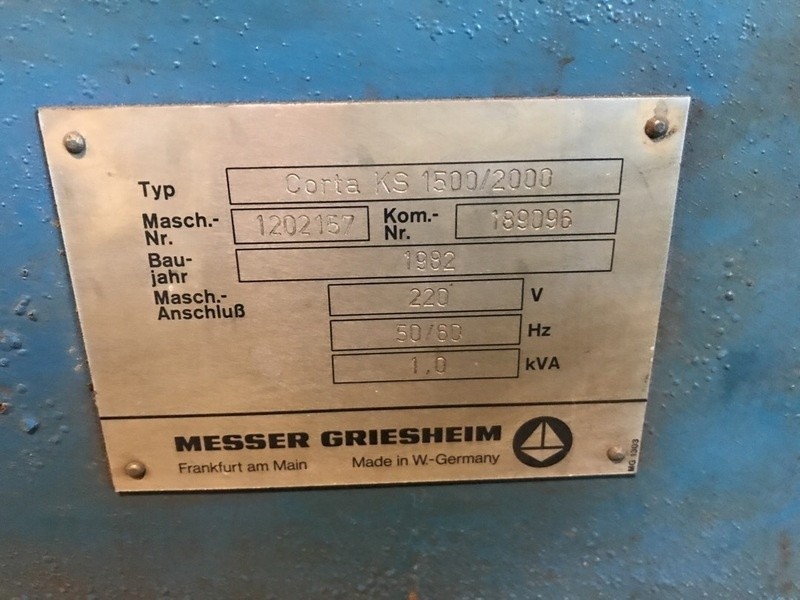 Typ Corta KS 1500/2000
Masch.-Nr. 1202157 Kom.-Nr. 189096
Bau-jahr 1982
Masch.-Anschluß 220 V
50/60 Hz
1,0 kVA
MESSER GRIESHEIM
Frankfurt am Main Made in W.-Germany
MG 1303